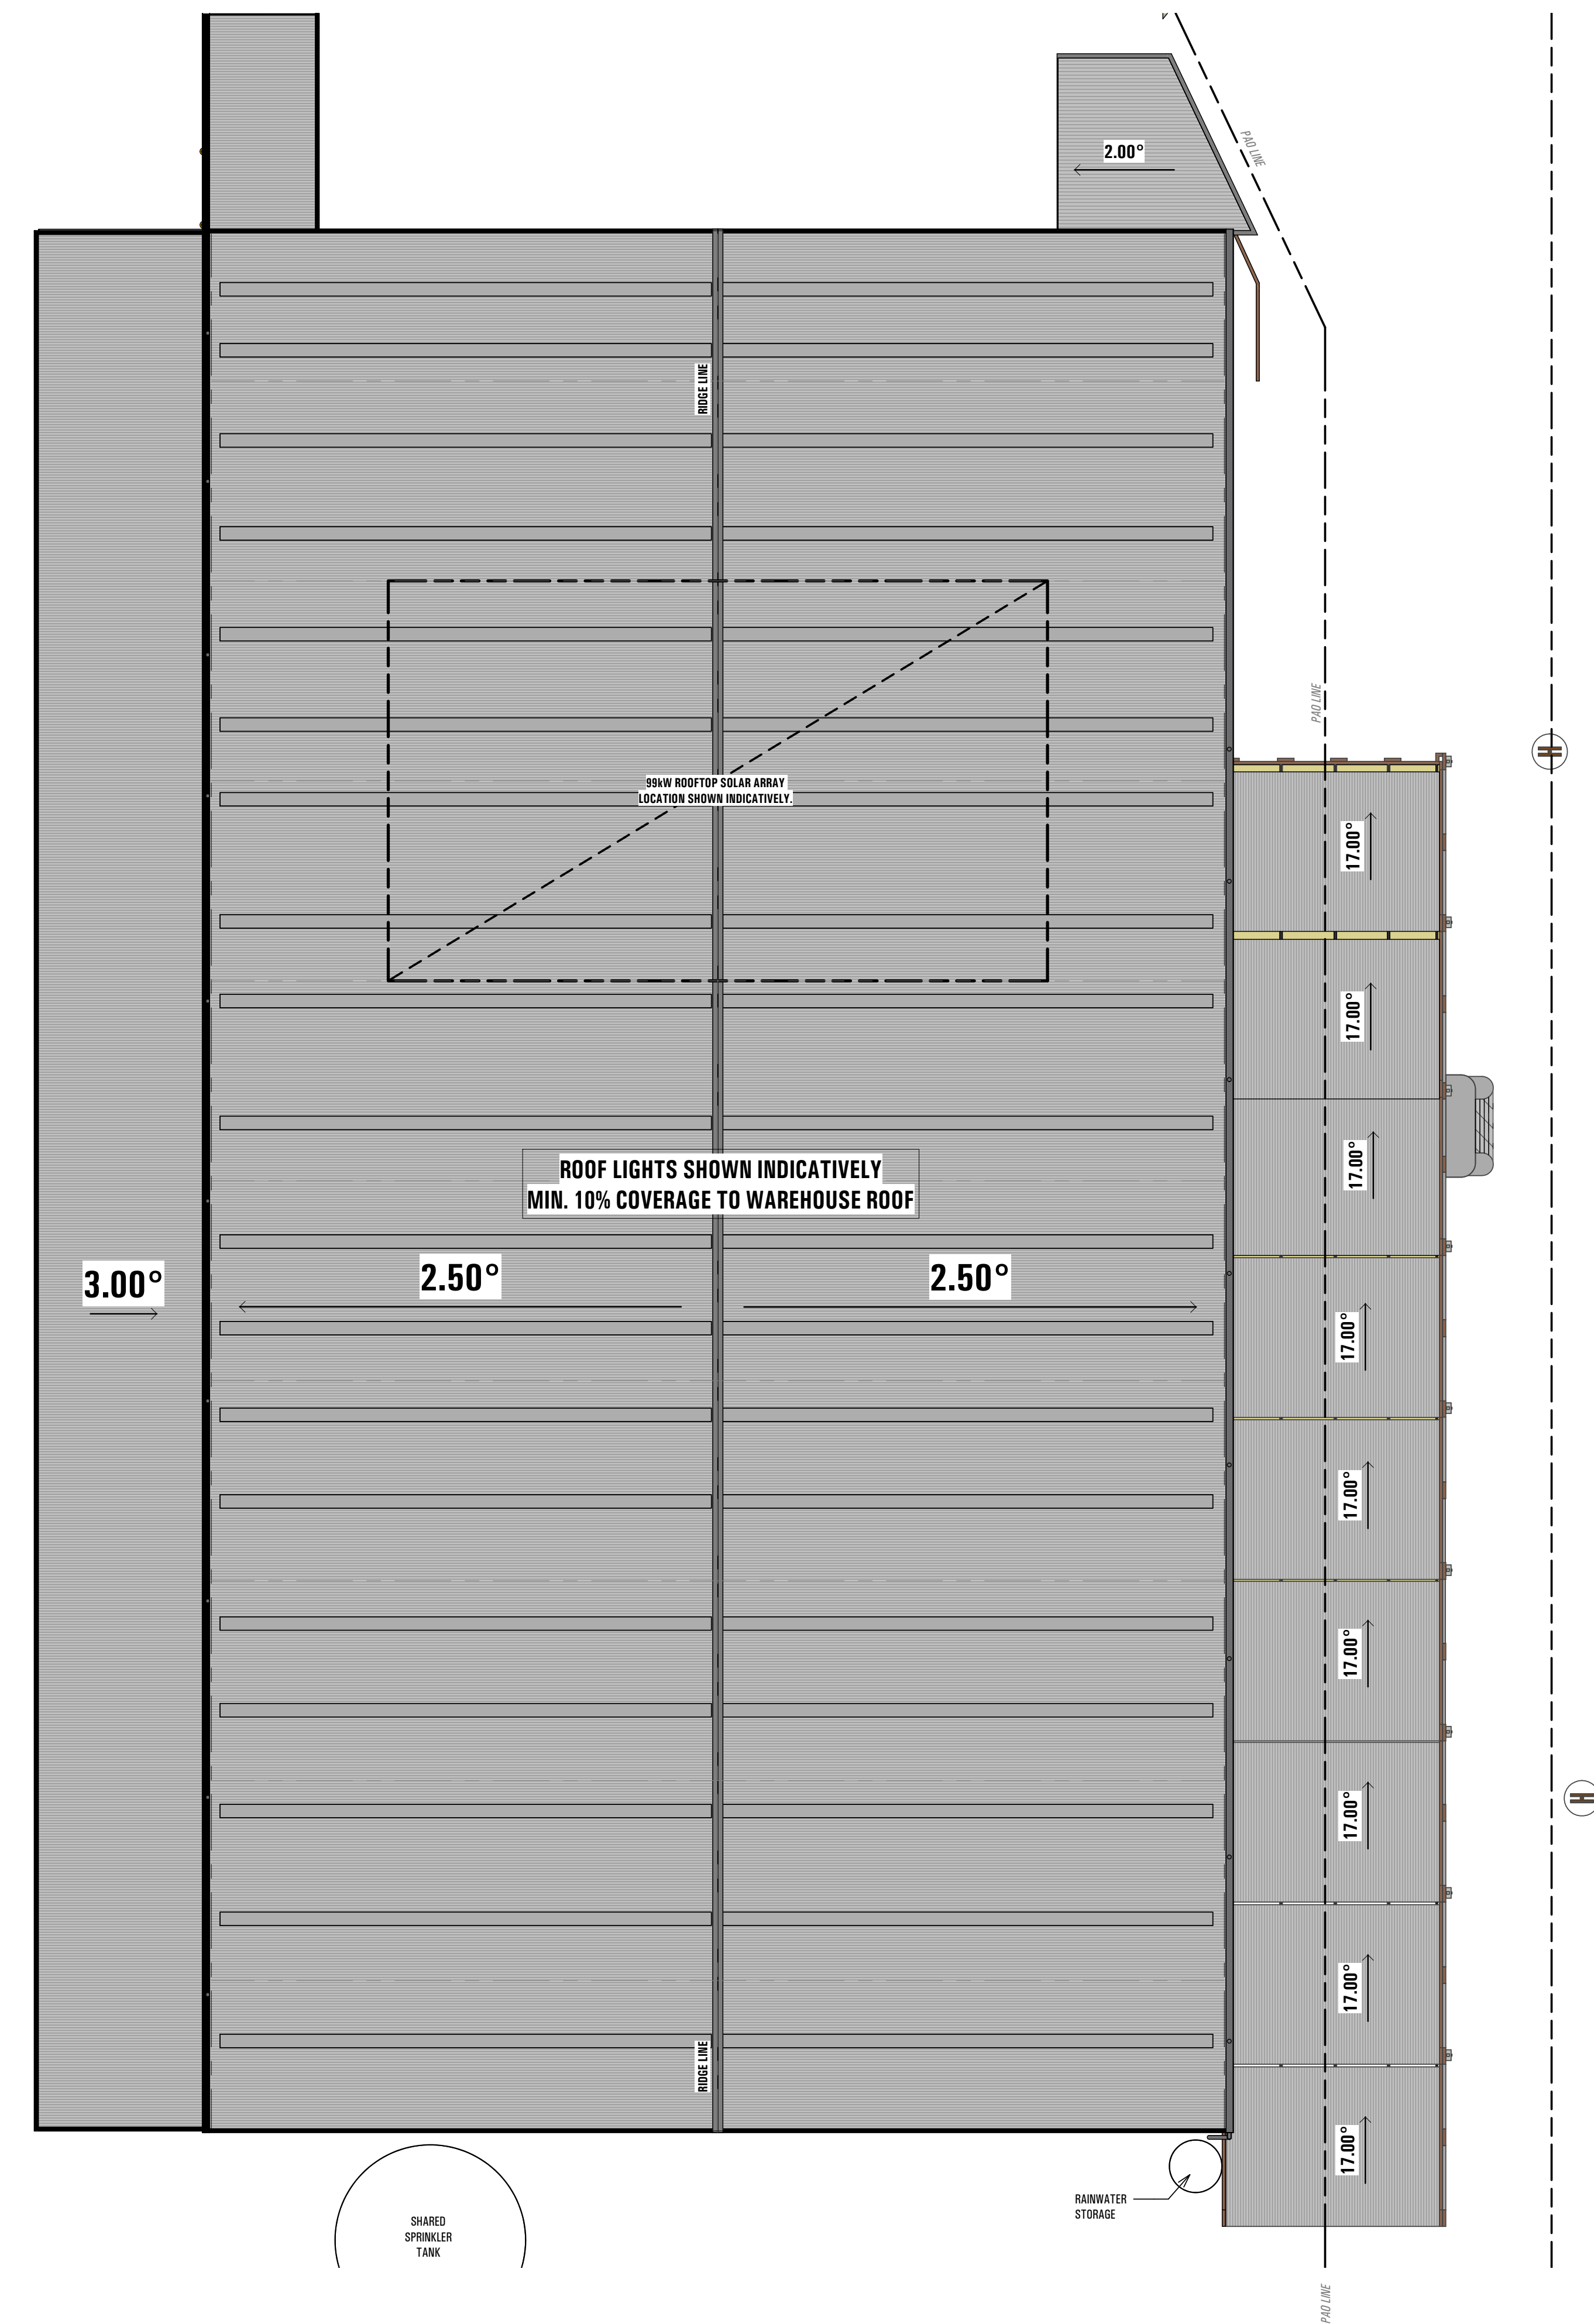 2.00°
PAO LINE
RIDGE LINE
PAO LINE
99kW ROOFTOP SOLAR ARRAY
LOCATION SHOWN INDICATIVELY.
H
17.00°
17.00°
ROOF LIGHTS SHOWN INDICATIVELY
MIN. 10% COVERAGE TO WAREHOUSE ROOF
17.00°
3.00°
2.50°
2.50°
17.00°
17.00°
17.00°
17.00°
H
17.00°
RIDGE LINE
17.00°
RAINWATER
STORAGE
SHARED
SPRINKLER
TANK
PAO LINE